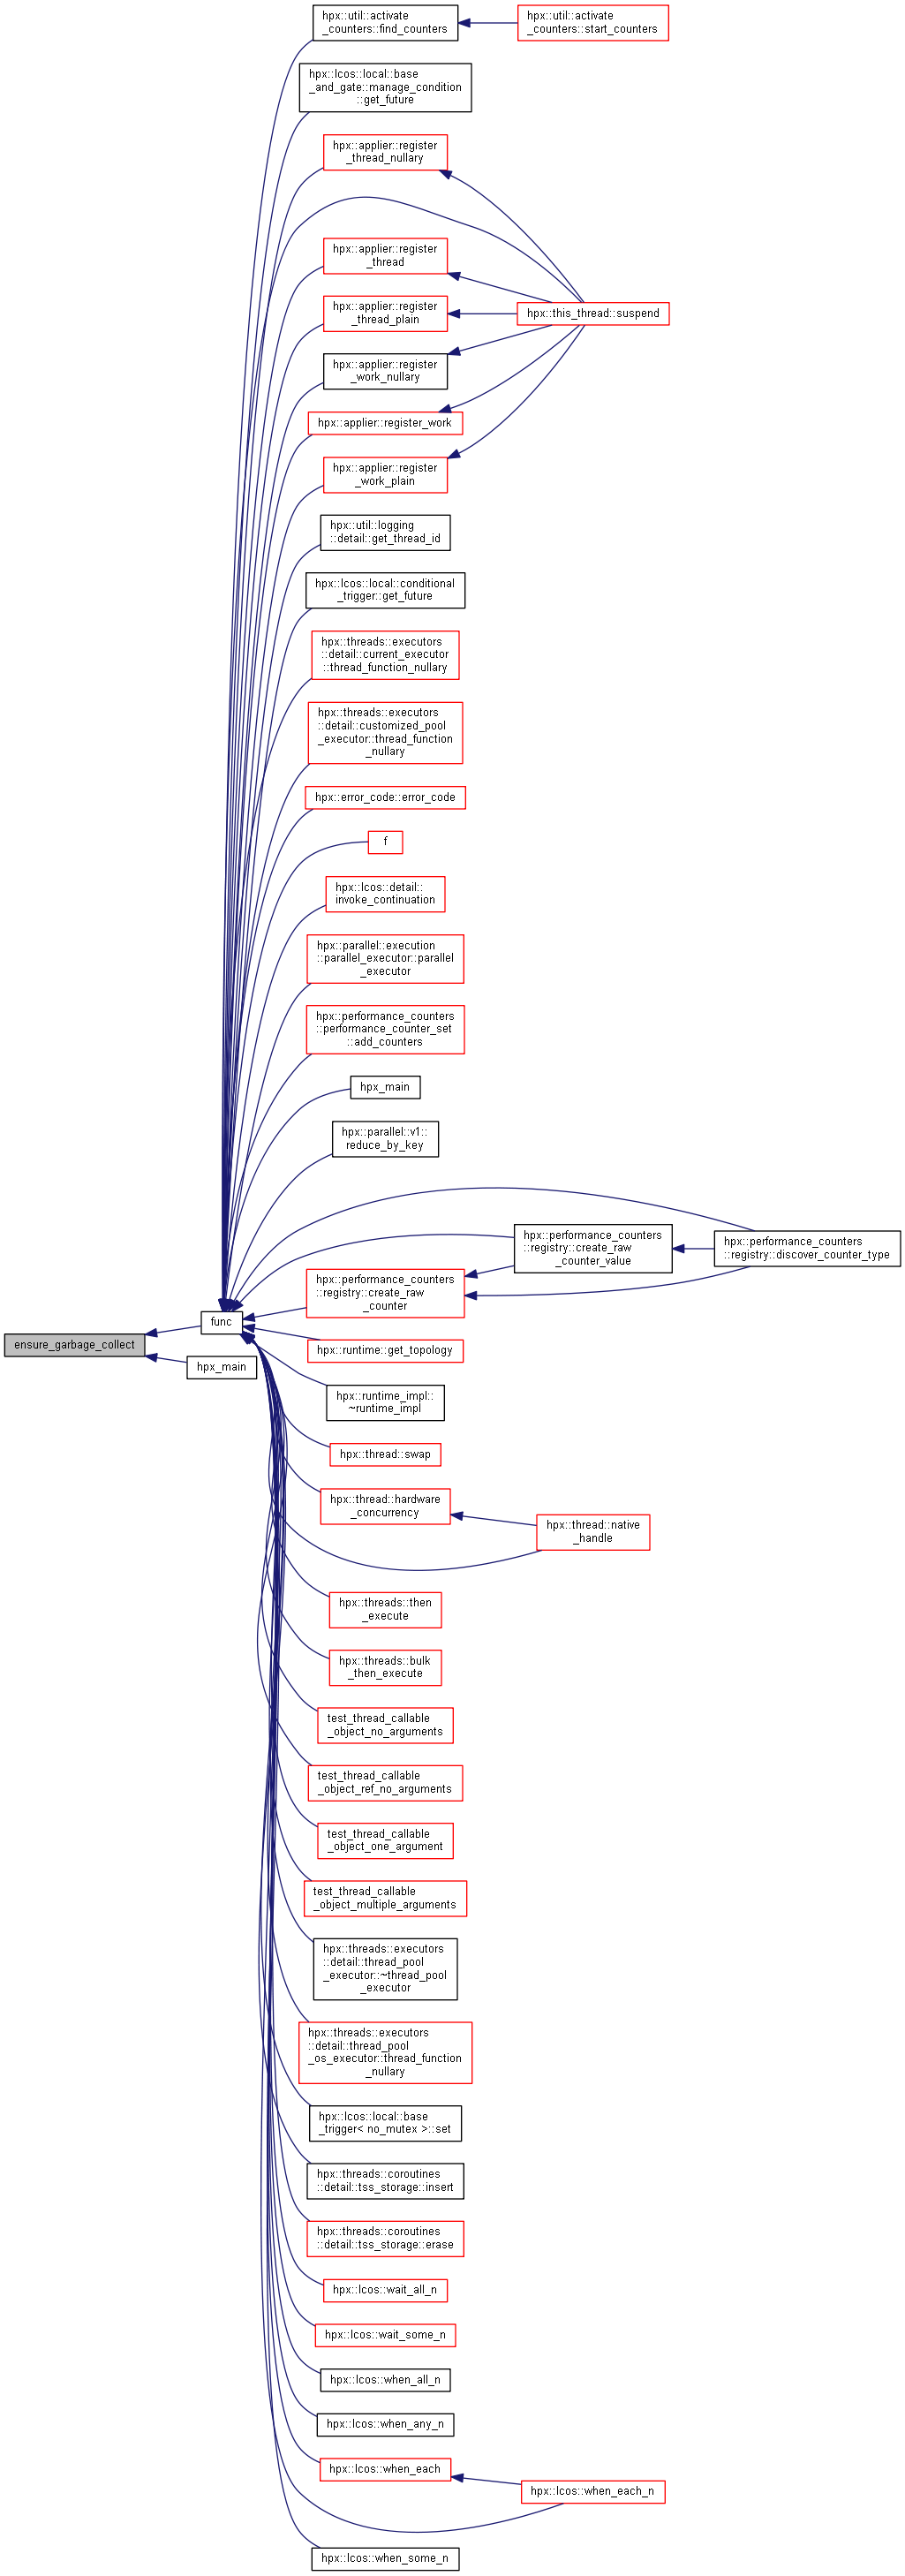 hpx::util::activate
_counters::find_counters
hpx::util::activate
_counters::start_counters
hpx::lcos::local::base
_and_gate::manage_condition
::get_future
hpx::applier::register
_thread_nullary
hpx::applier::register
_thread
hpx::applier::register
_thread_plain
hpx::this_thread::suspend
hpx::applier::register
_work_nullary
hpx::applier::register_work
hpx::applier::register
_work_plain
hpx::util::logging
::detail::get_thread_id
hpx::lcos::local::conditional
_trigger::get_future
hpx::threads::executors
::detail::current_executor
::thread_function_nullary
hpx::threads::executors
::detail::customized_pool
_executor::thread_function
_nullary
hpx::error_code::error_code
f
hpx::lcos::detail::
invoke_continuation
hpx::parallel::execution
::parallel_executor::parallel
_executor
hpx::performance_counters
::performance_counter_set
::add_counters
hpx_main
hpx::parallel::v1::
reduce_by_key
hpx::performance_counters
::registry::create_raw
_counter_value
hpx::performance_counters
::registry::discover_counter_type
hpx::performance_counters
::registry::create_raw
_counter
func
ensure_garbage_collect
hpx_main
hpx::runtime::get_topology
hpx::runtime_impl::
~runtime_impl
hpx::thread::swap
hpx::thread::hardware
_concurrency
hpx::thread::native
_handle
hpx::threads::then
_execute
hpx::threads::bulk
_then_execute
test_thread_callable
_object_no_arguments
test_thread_callable
_object_ref_no_arguments
test_thread_callable
_object_one_argument
test_thread_callable
_object_multiple_arguments
hpx::threads::executors
::detail::thread_pool
_executor::~thread_pool
_executor
hpx::threads::executors
::detail::thread_pool
_os_executor::thread_function
_nullary
hpx::lcos::local::base
_trigger< no_mutex >::set
hpx::threads::coroutines
::detail::tss_storage::insert
hpx::threads::coroutines
::detail::tss_storage::erase
hpx::lcos::wait_all_n
hpx::lcos::wait_some_n
hpx::lcos::when_all_n
hpx::lcos::when_any_n
hpx::lcos::when_each
hpx::lcos::when_each_n
hpx::lcos::when_some_n